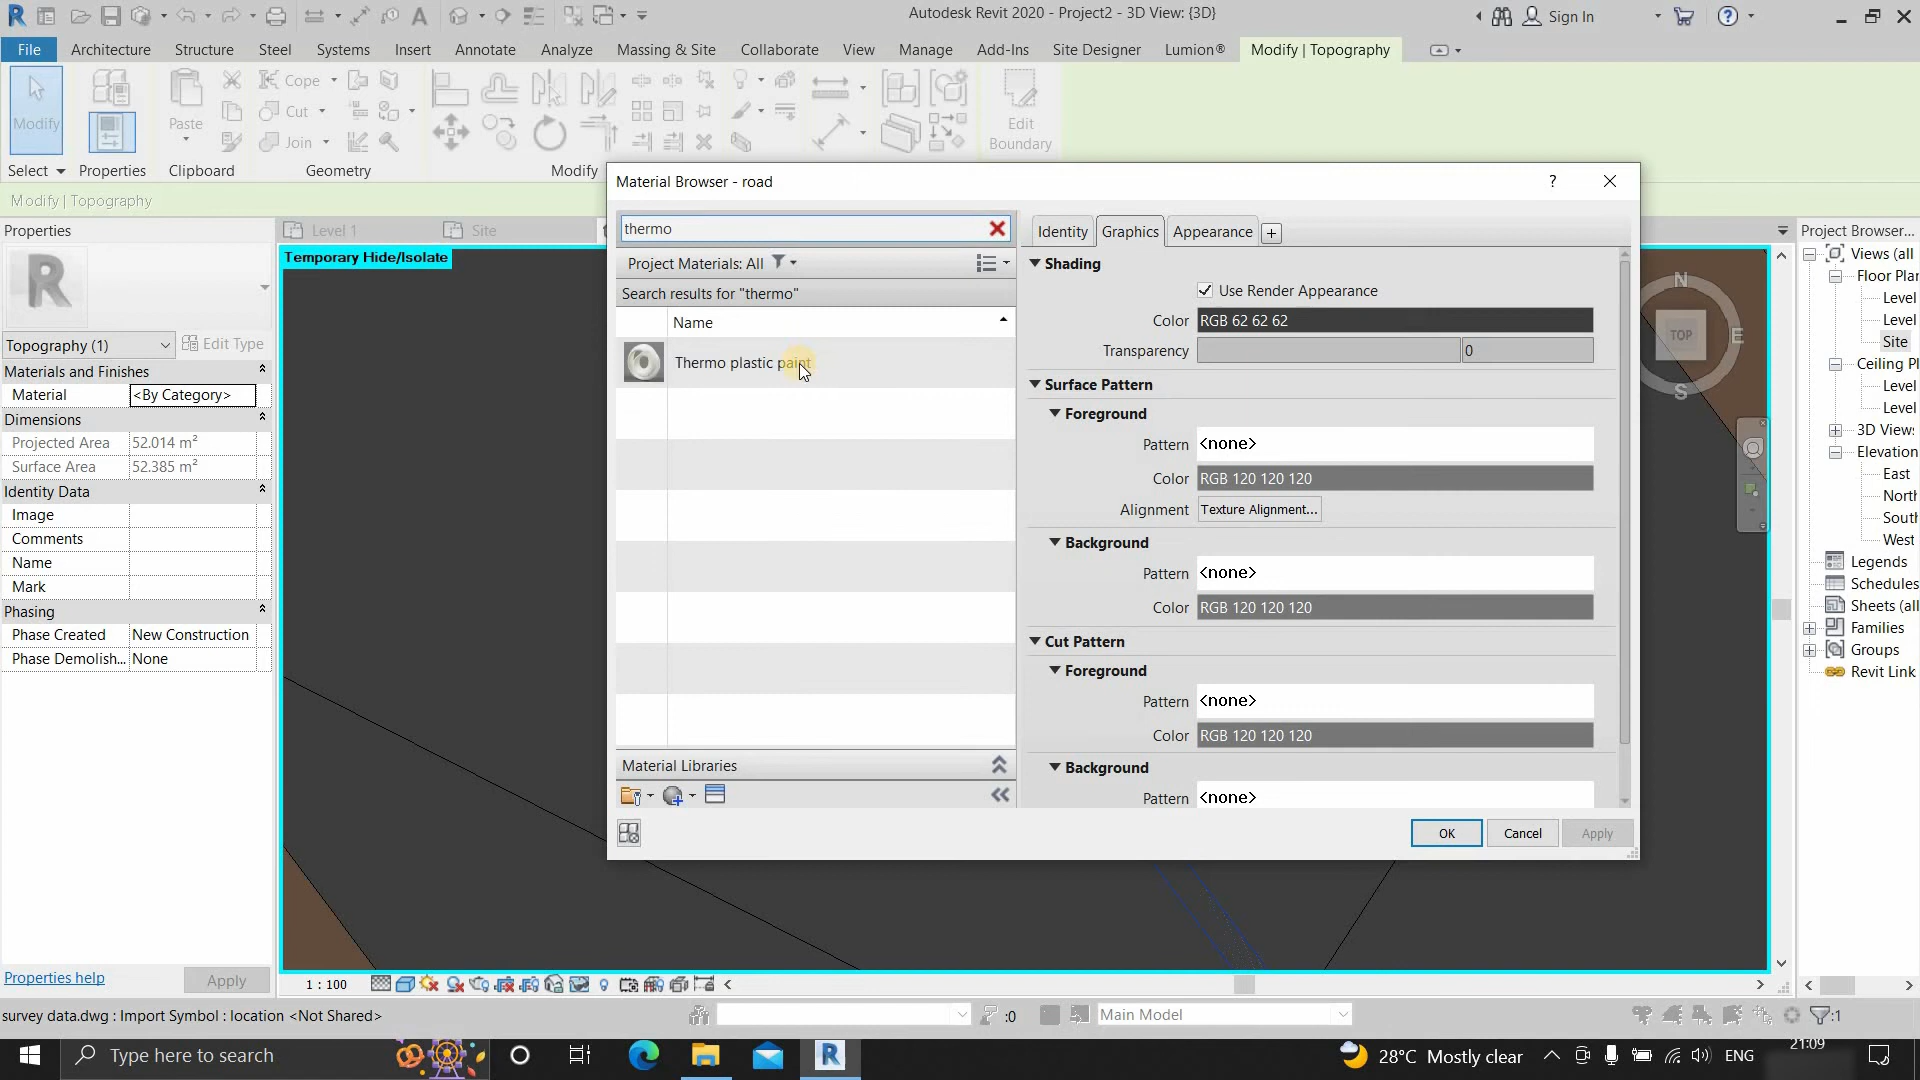 Autodesk Revit 2020 - Project2 - 3D View: {3D}
Sign In
File Architecture Structure Steel Systems Insert Annotate Analyze Massing & Site Collaborate View Manage Add-Ins Site Designer Lumion® Modify | Topography
Modify
Paste
Cope
Cut
Join
Edit
Boundary
Select Properties Clipboard Geometry Modify
Modify | Topography
Properties
Topography (1)
Edit Type
Materials and Finishes
Material <By Category>
Dimensions
Projected Area 52.014 m²
Surface Area 52.385 m²
Identity Data
Image
Comments
Name
Mark
Phasing
Phase Created New Construction
Phase Demolish... None
Properties help
Apply
Level 1
Site
Temporary Hide/Isolate
Material Browser - road
?
thermo
Project Materials: All
Search results for "thermo"
Name
Thermo plastic paint
Material Libraries
Identity Graphics Appearance +
Shading
Use Render Appearance
Color RGB 62 62 62
Transparency 0
Surface Pattern
Foreground
Pattern <none>
Color RGB 120 120 120
Alignment Texture Alignment...
Background
Pattern <none>
Color RGB 120 120 120
Cut Pattern
Foreground
Pattern <none>
Color RGB 120 120 120
Background
Pattern <none>
OK Cancel Apply
N
TOP
E
S
Project Browser...
Views (all
Floor Plan
Level
Level
Site
Ceiling Pl
Level
Level
3D Views
Elevation
East
North
South
West
Legends
Schedules
Sheets (all
Families
Groups
Revit Link
1 : 100
survey data.dwg : Import Symbol : location <Not Shared>
:0
Main Model
:1
Type here to search
28°C Mostly clear
ENG
21:09